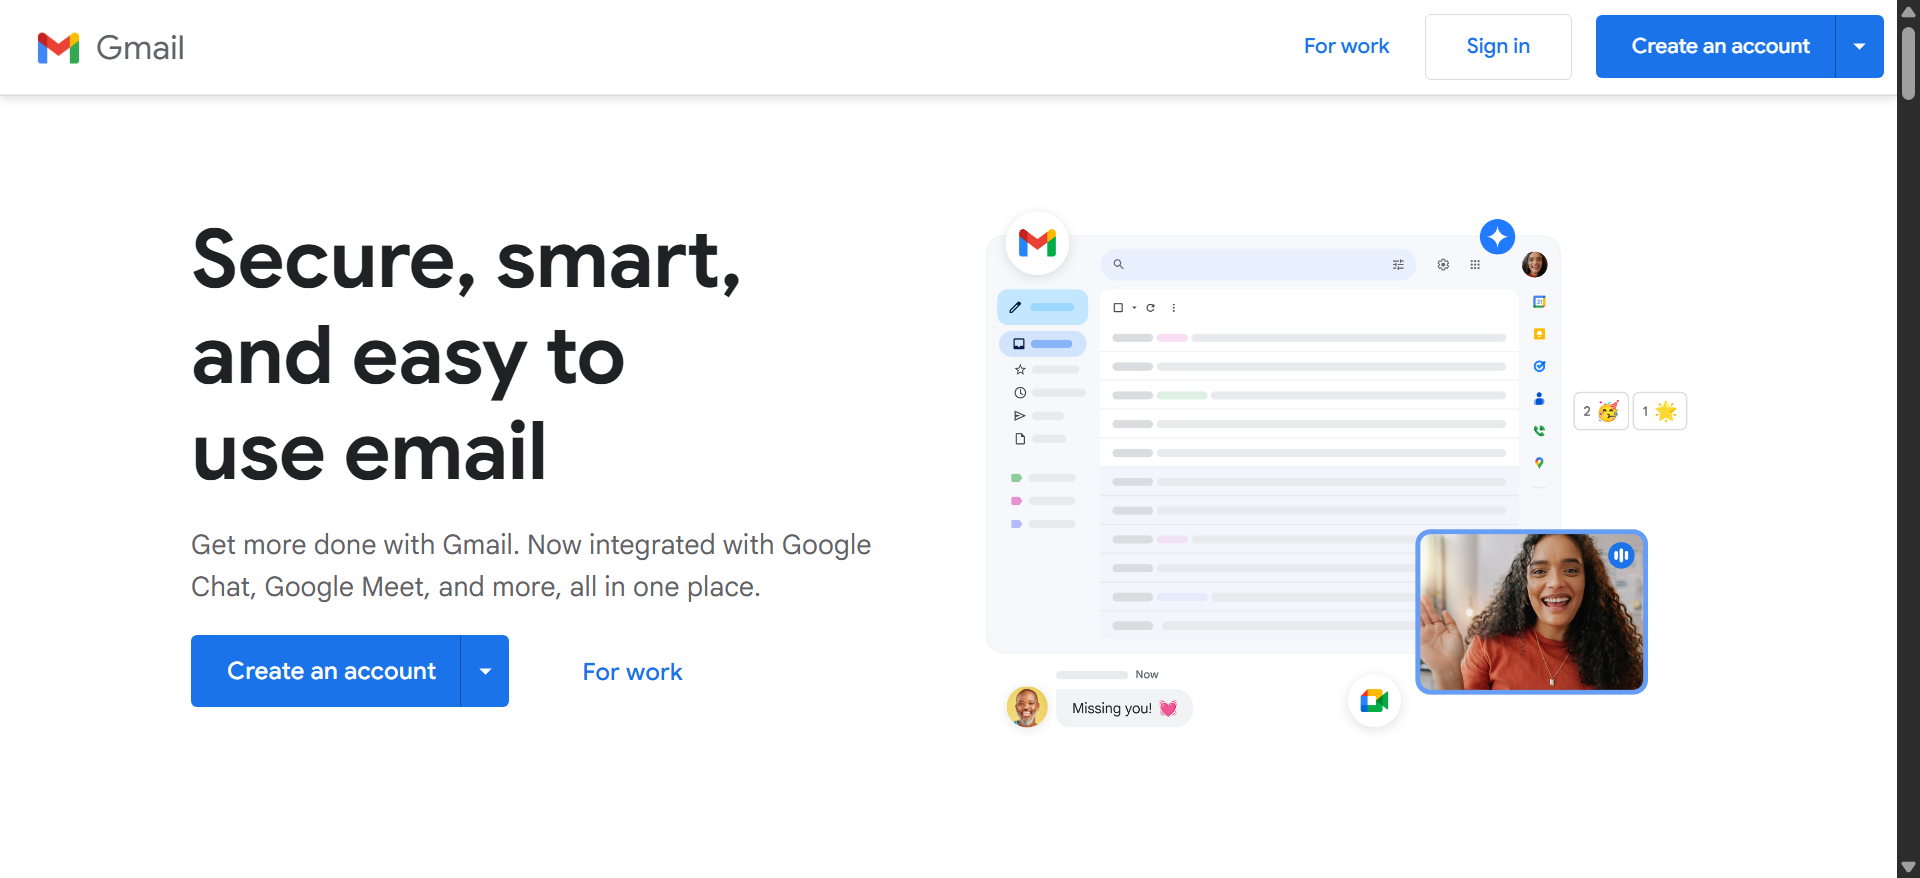 Gmail
For work
Sign in
Create an account
Secure, smart,
and easy to
use email
Get more done with Gmail. Now integrated with Google
Chat, Google Meet, and more, all in one place.
Create an account
For work
31
2
1
Now
Missing you!